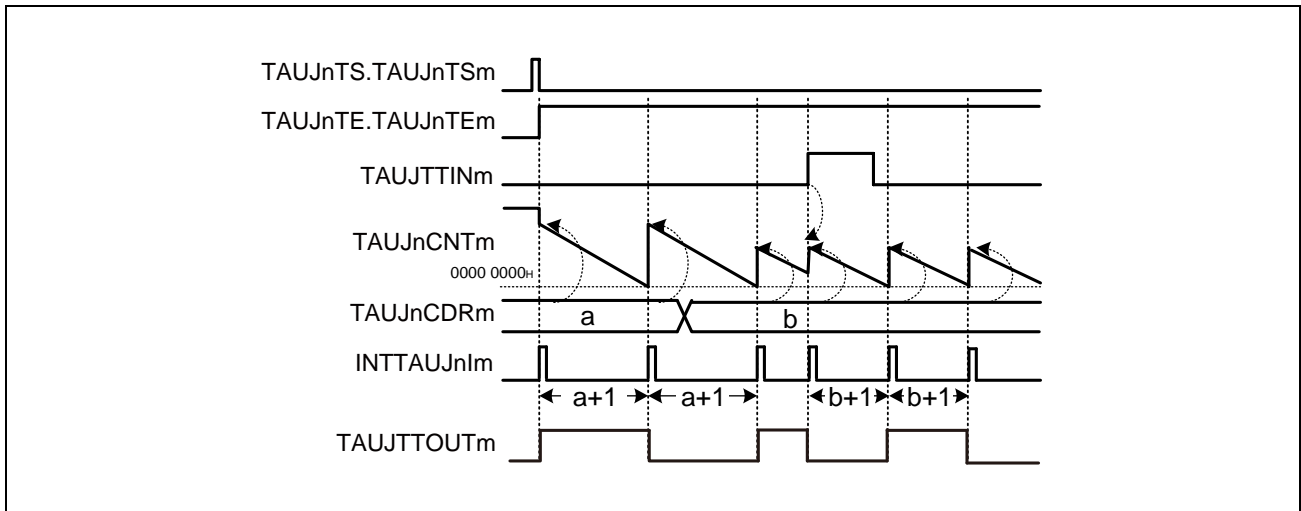 TAUJnTS.TAUJnTSm
TAUJnTE.TAUJnTEm
TAUJTTINm
TAUJnCNTm
0000 0000H
TAUJnCDRm
a
b
INTTAUJnIm
a+1
a+1
b+1
b+1
TAUJTTOUTm